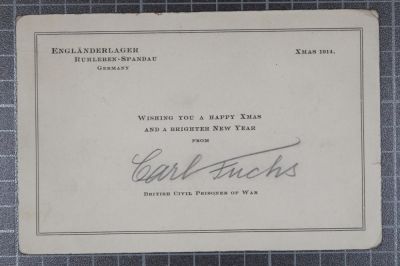 Engländerlager
Ruhleben-Spandau
Germany
Xmas 1914.
Wishing you a happy Xmas
and a brighter New Year
from
Carl Fuchs
British Civil Prisoner of War